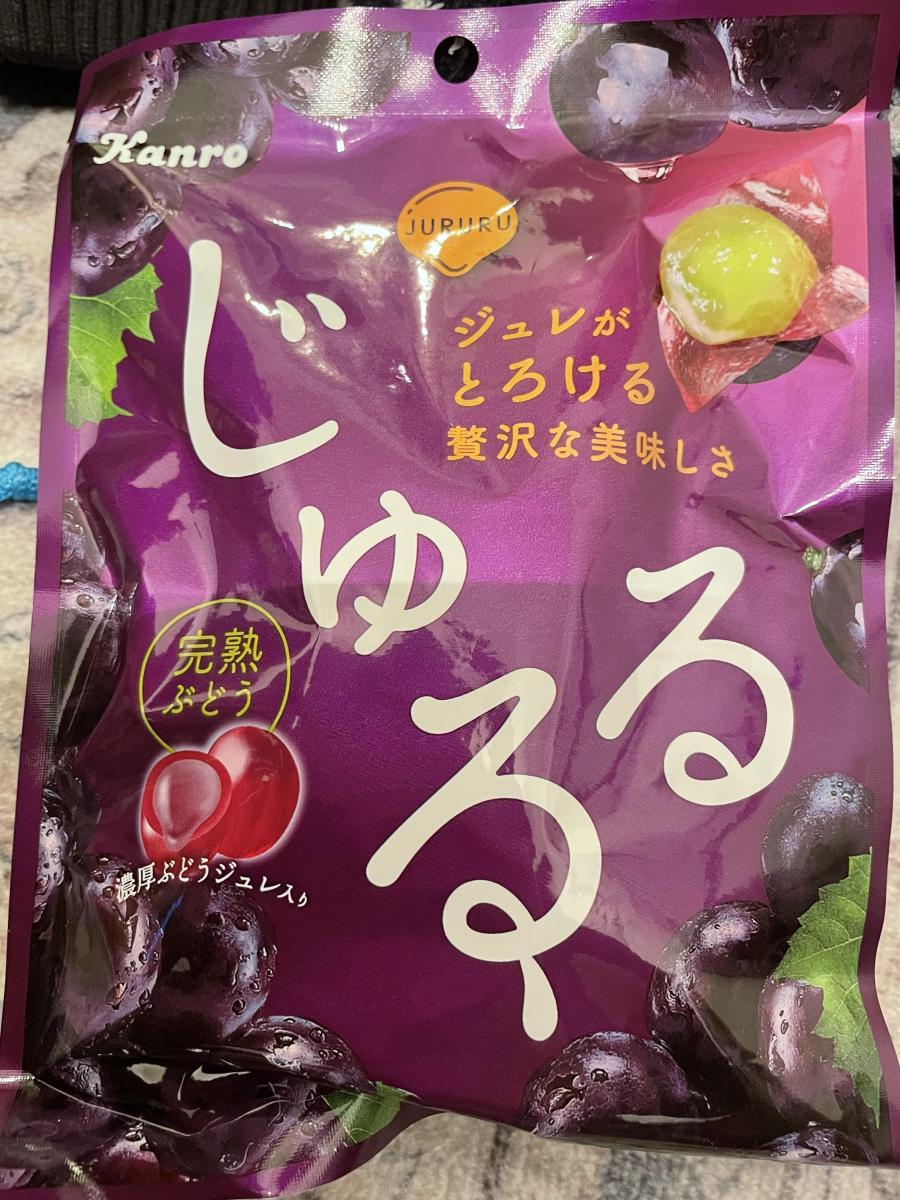 Kanro
JURURU
じゅるる
ジュレが
とろける
贅沢な美味しさ
完熟
ぶどう
濃厚ぶどうジュレ入り